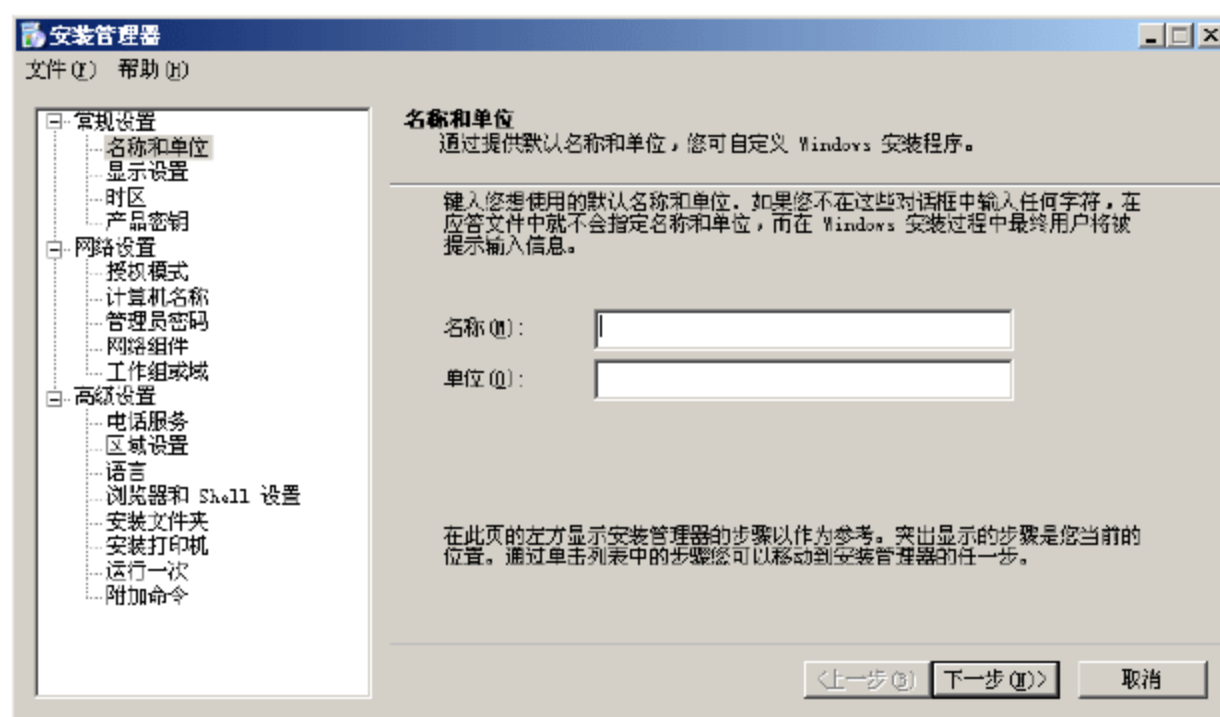 安装管理器
文件(F) 帮助(H)
常规设置
名称和单位
显示设置
时区
产品密钥
网络设置
授权模式
计算机名称
管理员密码
网络组件
工作组或域
高级设置
电话服务
区域设置
语言
浏览器和 Shell 设置
安装文件夹
安装打印机
运行一次
附加命令
名称和单位
通过提供默认名称和单位，您可自定义 Windows 安装程序。
键入您想使用的默认名称和单位．如果您不在这些对话框中输入任何字符，在
应答文件中就不会指定名称和单位，而在 Windows 安装过程中最终用户将被
提示输入信息。
名称(M)：
单位(O)：
在此页的左方显示安装管理器的步骤以作为参考。突出显示的步骤是您当前的
位置。通过单击列表中的步骤您可以移动到安装管理器的任一步。
<上一步(B) 下一步(N)> 取消